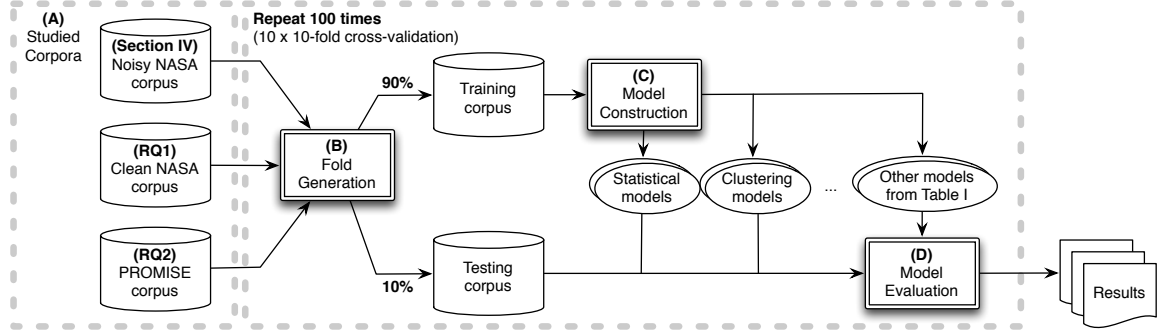 (A)
Studied
Corpora
(Section IV)
Noisy NASA
corpus
(RQ1)
Clean NASA
corpus
(RQ2)
PROMISE
corpus
Repeat 100 times
(10 x 10-fold cross-validation)
(B)
Fold
Generation
90%
10%
Training
corpus
Testing
corpus
(C)
Model
Construction
Statistical
models
Clustering
models
...
Other models
from Table I
(D)
Model
Evaluation
Results